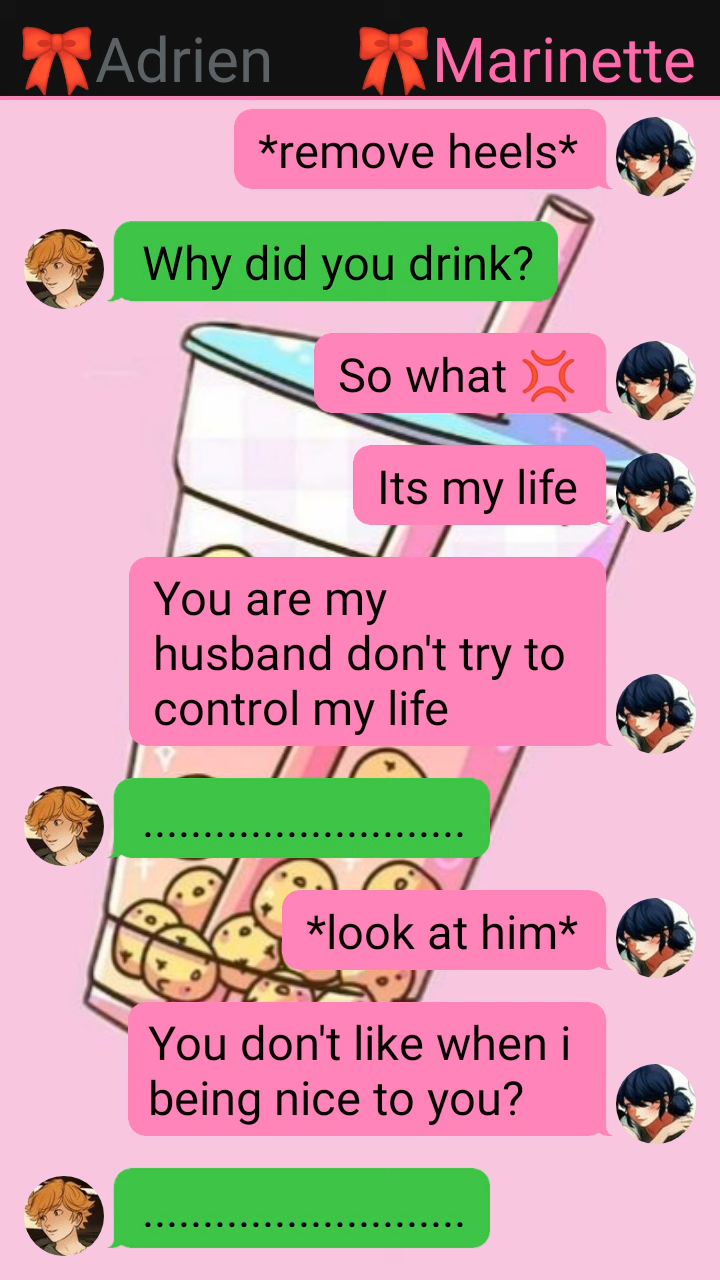 🎀Adrien 🎀Marinette
*remove heels*
Why did you drink?
So what 💢
Its my life
You are my
husband don't try to
control my life
...........................
*look at him*
You don't like when i
being nice to you?
...........................